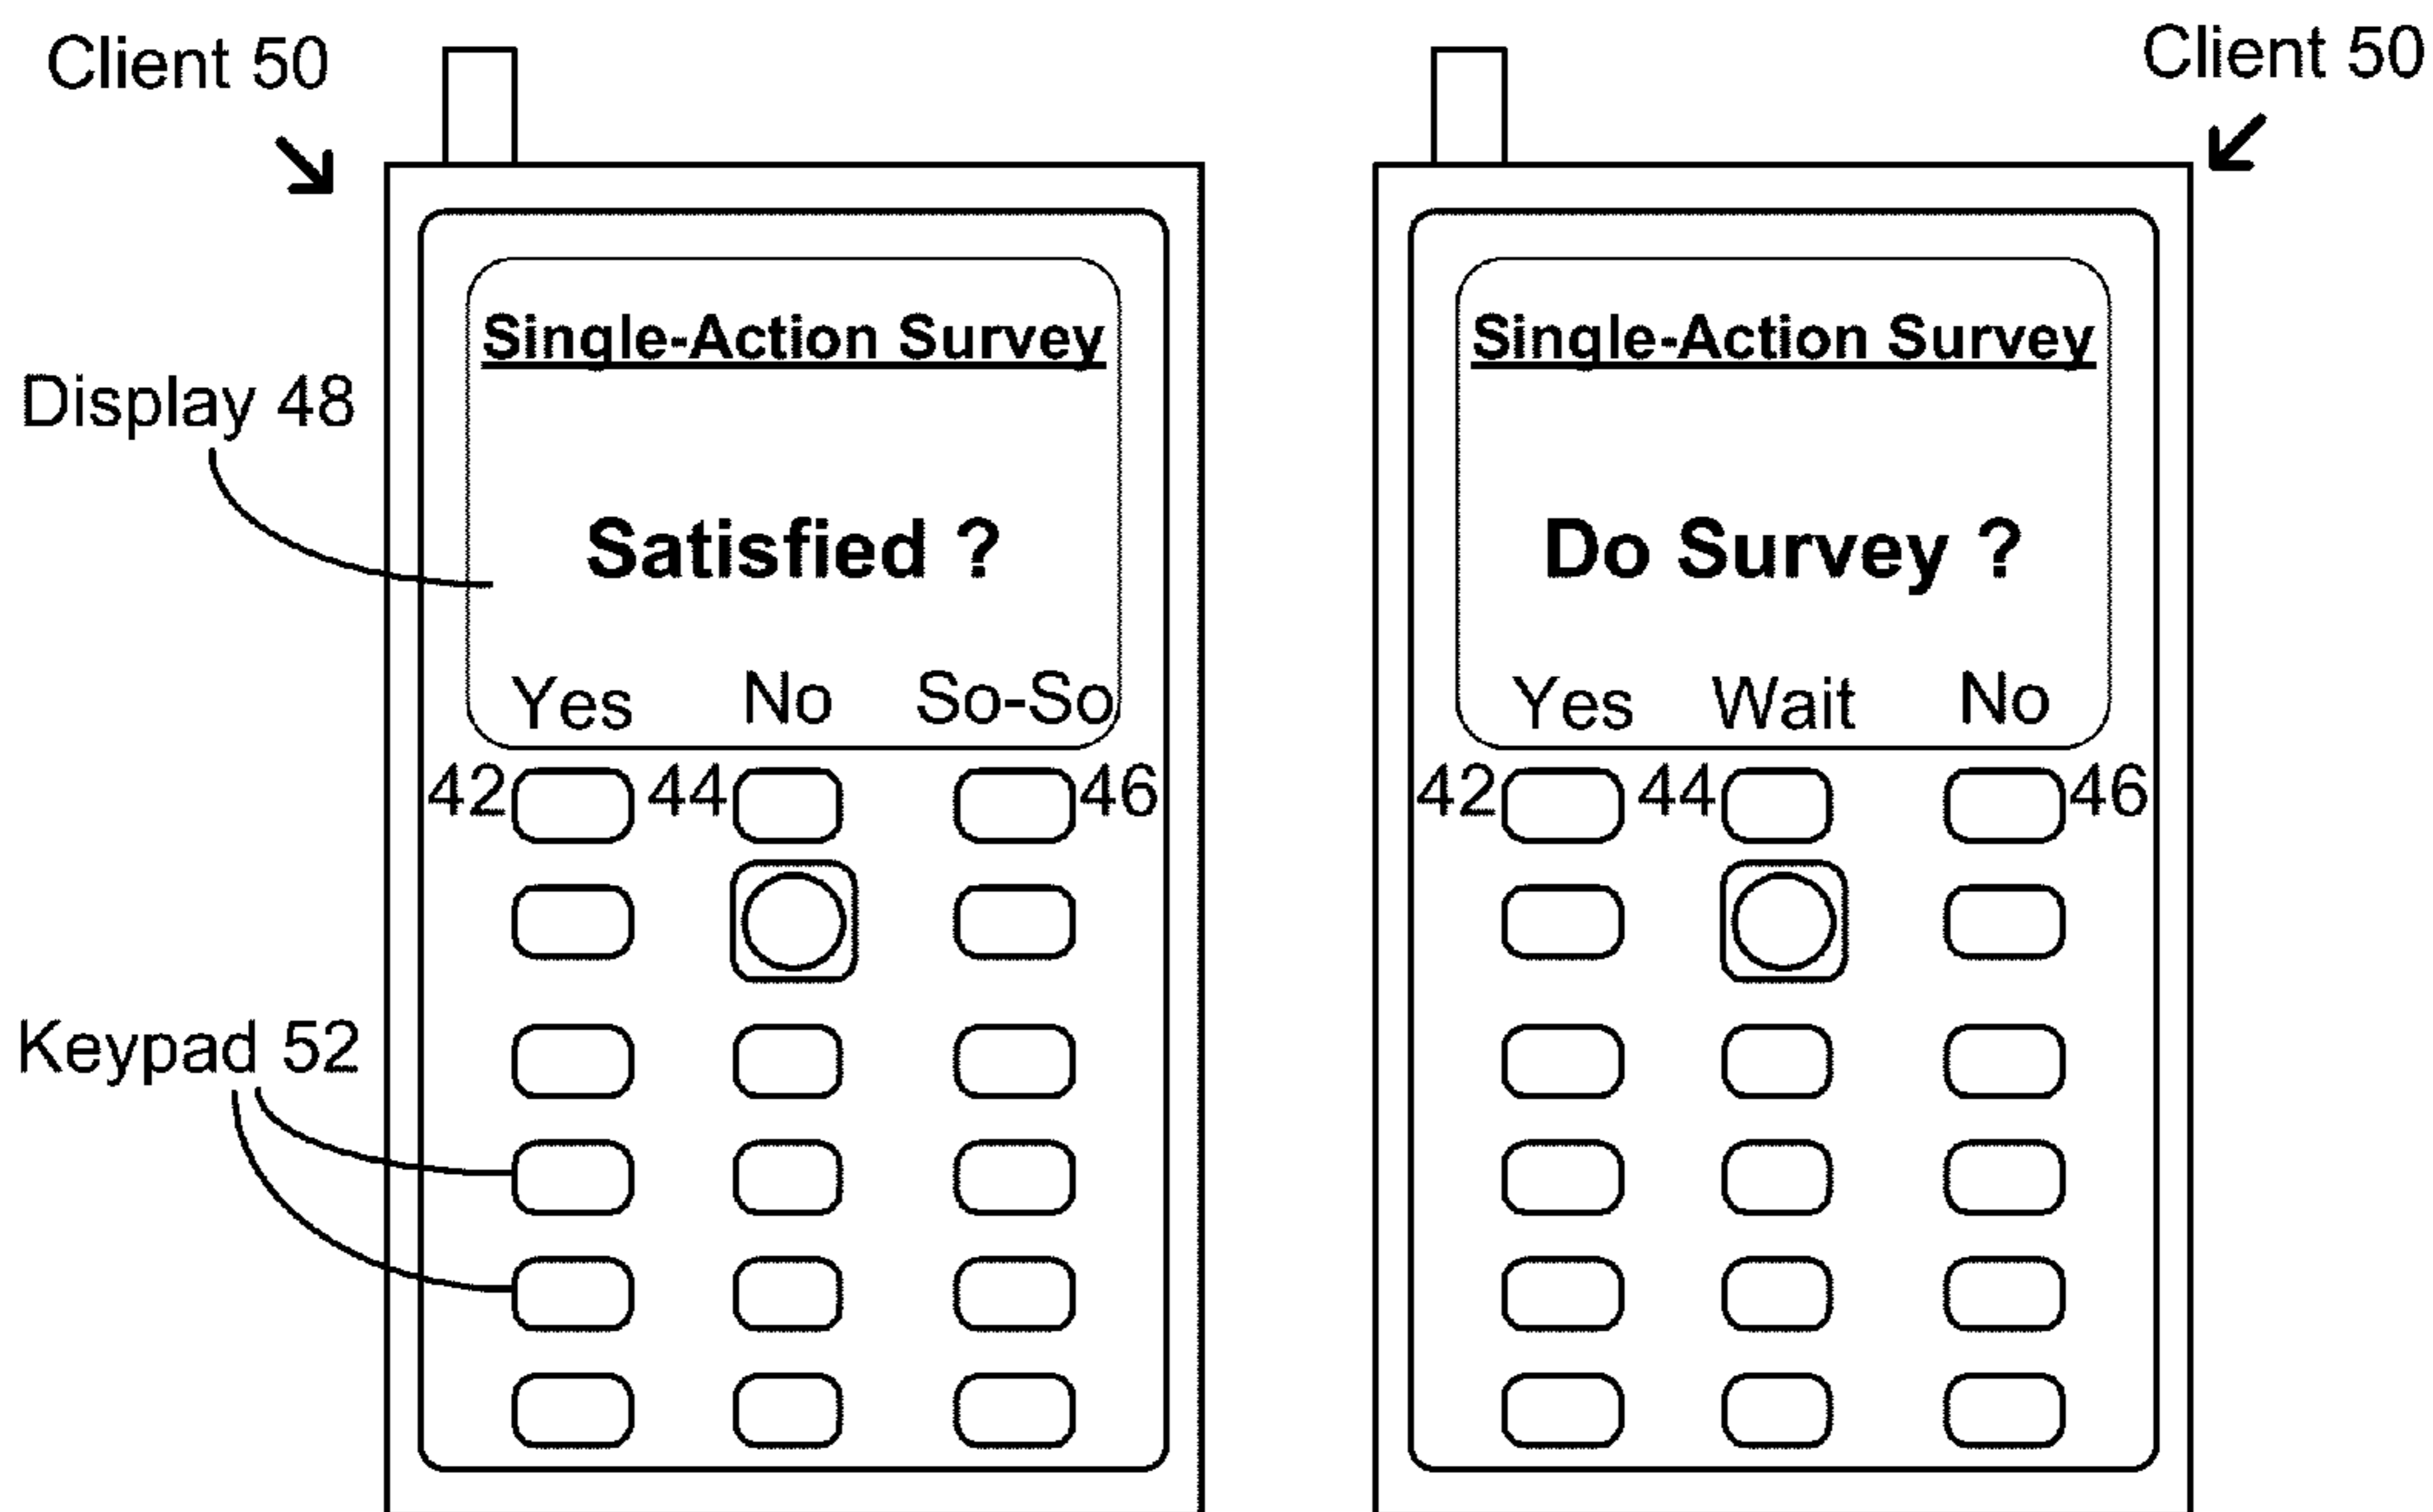 Client 50
Client 50
Single-Action Survey
Single-Action Survey
Display 48
Satisfied ?
Do Survey ?
Yes No So-So
Yes Wait No
42 44 46
42 44 46
Keypad 52